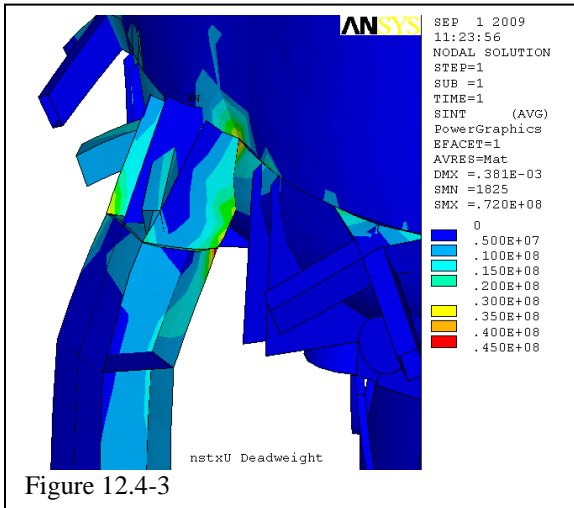 ANSYS
SEP 1 2009
11:23:56
NODAL SOLUTION
STEP=1
SUB =1
TIME=1
SINT (AVG)
PowerGraphics
EFACET=1
AVRES=Mat
DMX =.381E-03
SMN =1825
SMX =.720E+08
0
.500E+07
.100E+08
.150E+08
.200E+08
.300E+08
.350E+08
.400E+08
.450E+08
nstxU Deadweight
Figure 12.4-3